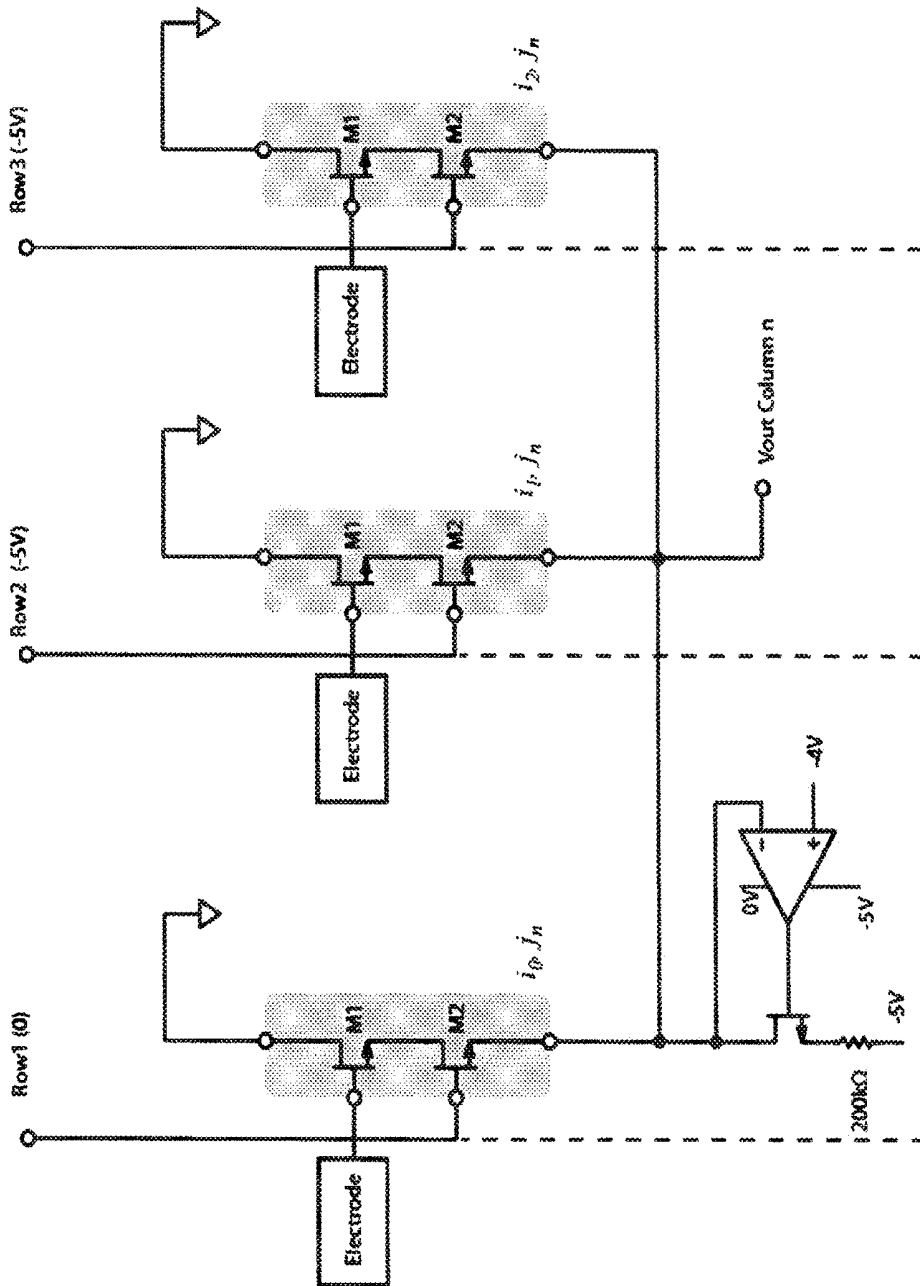 Row1 (0)
Row2 (-5V)
Row3 (-5V)
Electrode
M1
M2
i₀, jₙ
Electrode
M1
M2
i₁, jₙ
Electrode
M1
M2
i₂, jₙ
Vout Column n
0V
-
+
-4V
-5V
200kΩ
-5V